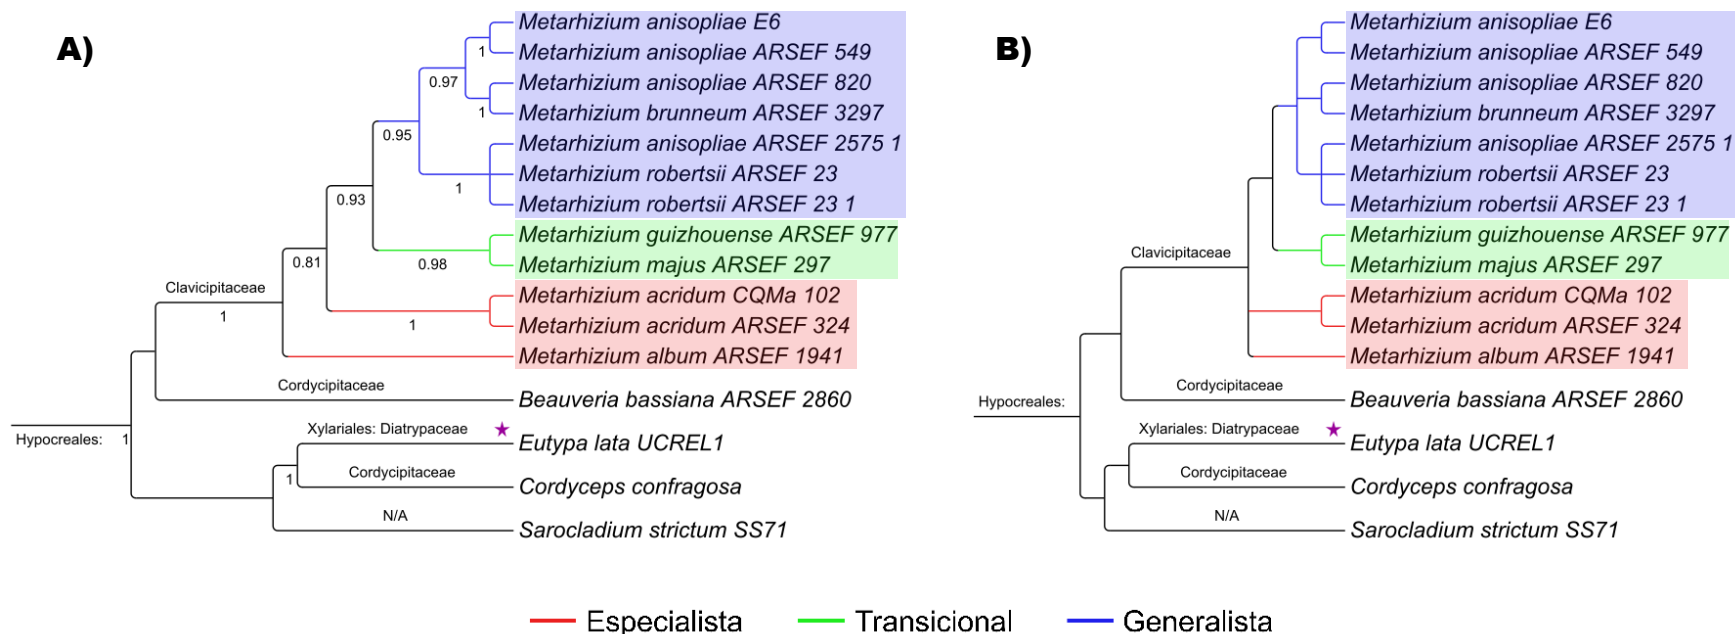 A)
Metarhizium anisopliae E6
Metarhizium anisopliae ARSEF 549
Metarhizium anisopliae ARSEF 820
Metarhizium brunneum ARSEF 3297
Metarhizium anisopliae ARSEF 2575 1
Metarhizium robertsii ARSEF 23
Metarhizium robertsii ARSEF 23 1
Metarhizium guizhouense ARSEF 977
Metarhizium majus ARSEF 297
Metarhizium acridum CQMa 102
Metarhizium acridum ARSEF 324
Metarhizium album ARSEF 1941
Beauveria bassiana ARSEF 2860
Eutypa lata UCREL1
Cordyceps confragosa
Sarocladium strictum SS71
1
0.97
1
0.95
1
0.93
0.98
0.81
Clavicipitaceae
1
1
Cordycipitaceae
Hypocreales:
1
Xylariales: Diatrypaceae
1
Cordycipitaceae
N/A
B)
Metarhizium anisopliae E6
Metarhizium anisopliae ARSEF 549
Metarhizium anisopliae ARSEF 820
Metarhizium brunneum ARSEF 3297
Metarhizium anisopliae ARSEF 2575 1
Metarhizium robertsii ARSEF 23
Metarhizium robertsii ARSEF 23 1
Metarhizium guizhouense ARSEF 977
Metarhizium majus ARSEF 297
Metarhizium acridum CQMa 102
Metarhizium acridum ARSEF 324
Metarhizium album ARSEF 1941
Beauveria bassiana ARSEF 2860
Eutypa lata UCREL1
Cordyceps confragosa
Sarocladium strictum SS71
Clavicipitaceae
Cordycipitaceae
Hypocreales:
Xylariales: Diatrypaceae
Cordycipitaceae
N/A
Especialista
Transicional
Generalista